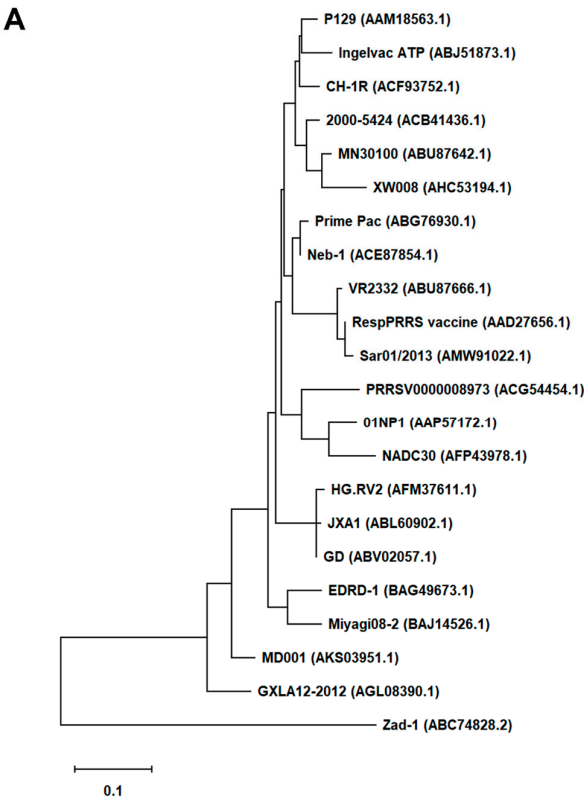 A
P129 (AAM18563.1)
Ingelvac ATP (ABJ51873.1)
CH-1R (ACF93752.1)
2000-5424 (ACB41436.1)
MN30100 (ABU87642.1)
XW008 (AHC53194.1)
Prime Pac (ABG76930.1)
Neb-1 (ACE87854.1)
VR2332 (ABU87666.1)
RespPRRS vaccine (AAD27656.1)
Sar01/2013 (AMW91022.1)
PRRSV0000008973 (ACG54454.1)
01NP1 (AAP57172.1)
NADC30 (AFP43978.1)
HG.RV2 (AFM37611.1)
JXA1 (ABL60902.1)
GD (ABV02057.1)
EDRD-1 (BAG49673.1)
Miyagi08-2 (BAJ14526.1)
MD001 (AKS03951.1)
GXLA12-2012 (AGL08390.1)
Zad-1 (ABC74828.2)
0.1